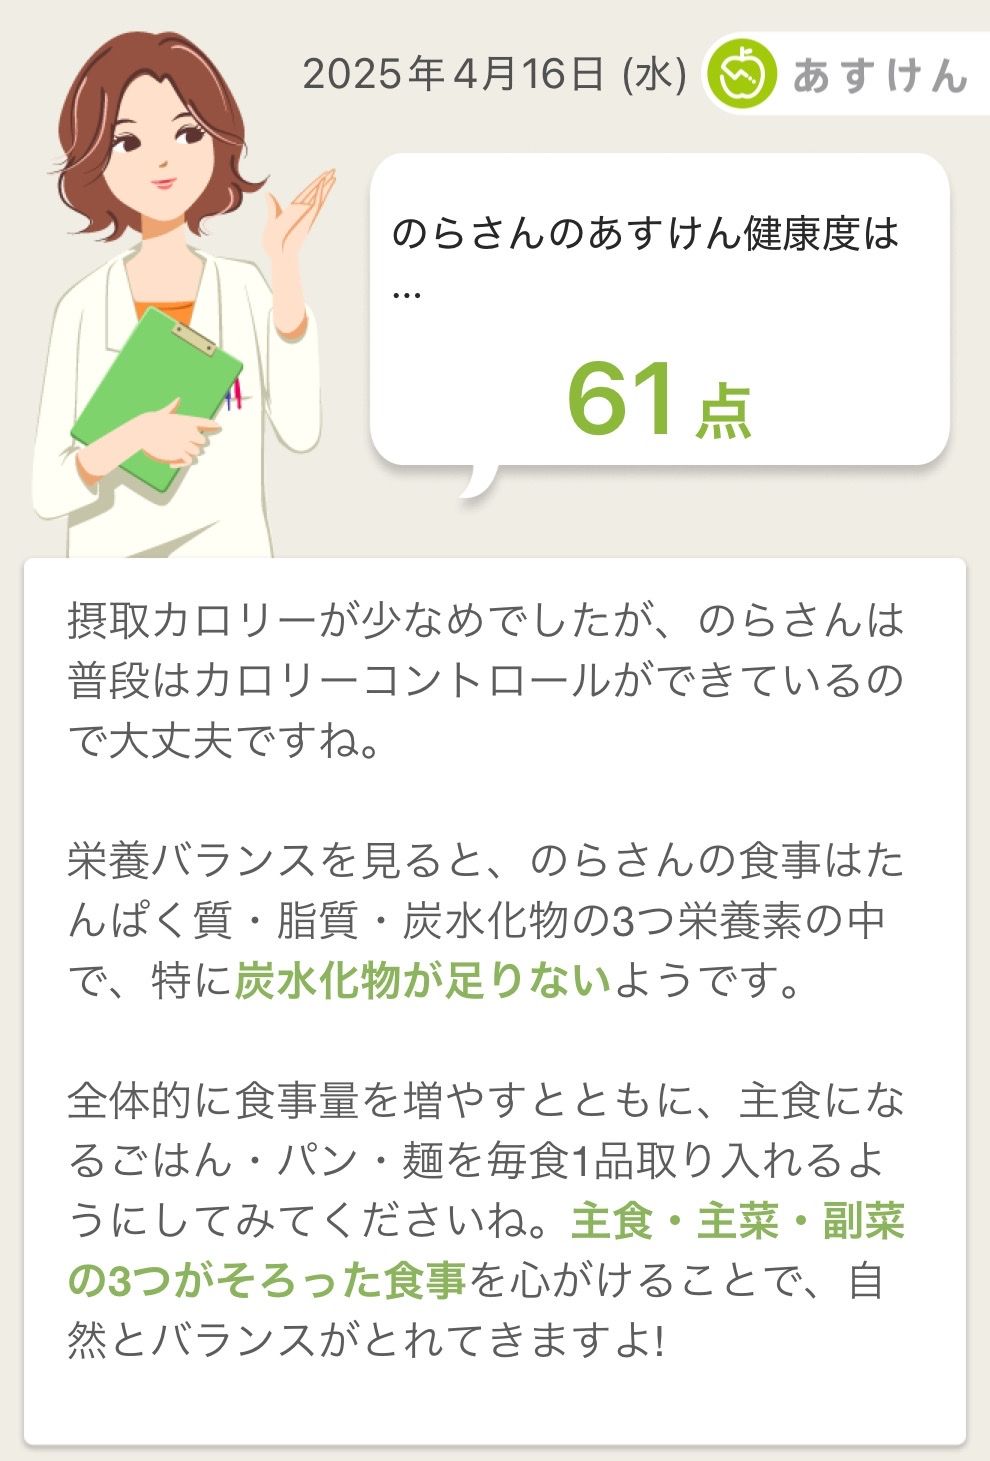 2025年4月16日 (水)
あすけん
のらさんのあすけん健康度は
...
61点
摂取カロリーが少なめでしたが、のらさんは
普段はカロリーコントロールができているの
で大丈夫ですね。
栄養バランスを見ると、のらさんの食事はた
んぱく質・脂質・炭水化物の3つ栄養素の中
で、特に炭水化物が足りないようです。
全体的に食事量を増やすとともに、主食にな
るごはん・パン・麺を毎食1品取り入れるよ
うにしてみてくださいね。主食・主菜・副菜
の3つがそろった食事を心がけることで、自
然とバランスがとれてきますよ!